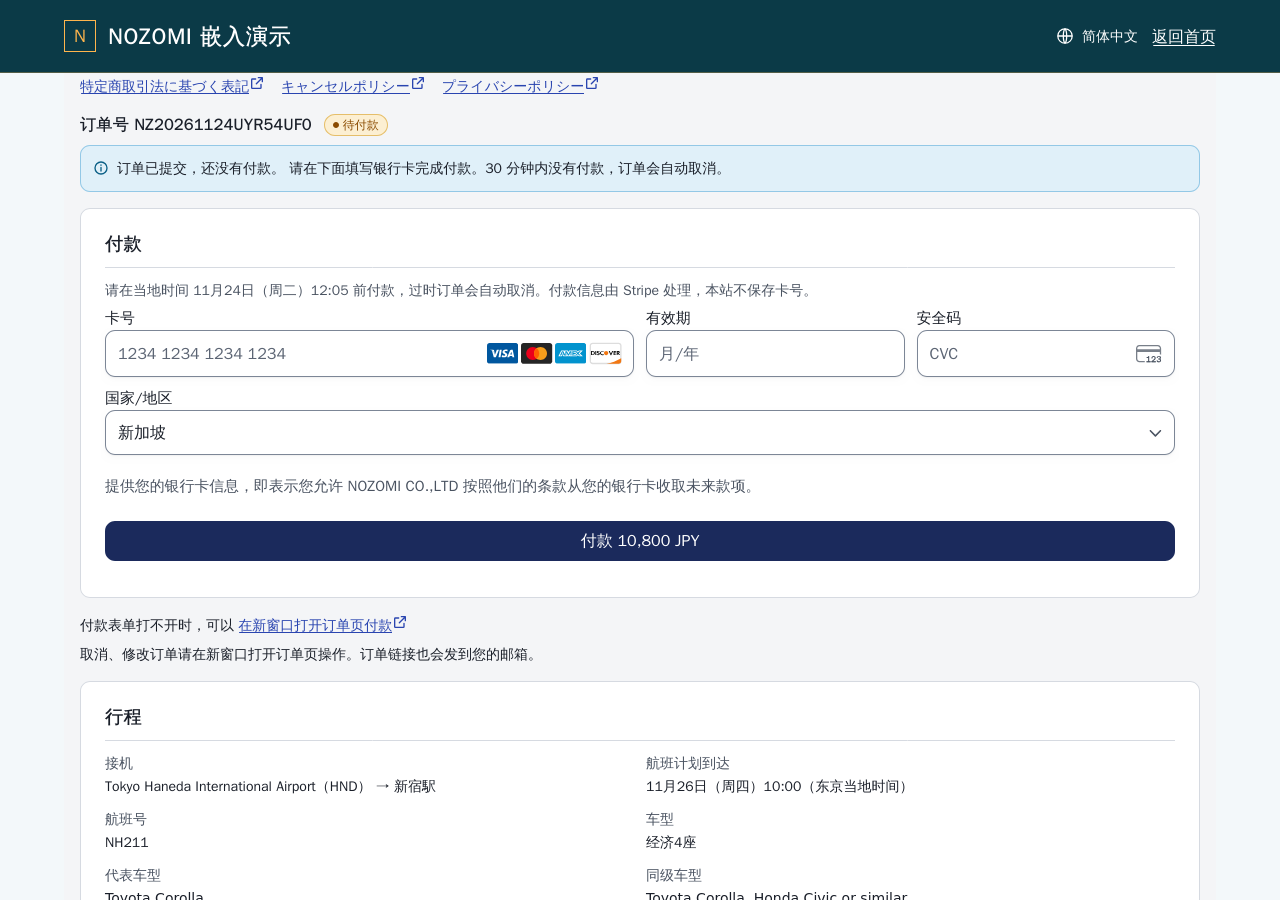 N NOZOMI 嵌入演示 简体中文 返回首页
特定商取引法に基づく表記 キャンセルポリシー プライバシーポリシー
订单号 NZ20261124UYR54UF0 待付款
订单已提交，还没有付款。 请在下面填写银行卡完成付款。30 分钟内没有付款，订单会自动取消。
付款
请在当地时间 11月24日（周二）12:05 前付款，过时订单会自动取消。付款信息由 Stripe 处理，本站不保存卡号。
卡号 有效期 安全码
1234 1234 1234 1234 VISA AMEX DISCOVER 月/年 CVC 123
国家/地区
新加坡
提供您的银行卡信息，即表示您允许 NOZOMI CO.,LTD 按照他们的条款从您的银行卡收取未来款项。
付款 10,800 JPY
付款表单打不开时，可以 在新窗口打开订单页付款
取消、修改订单请在新窗口打开订单页操作。订单链接也会发到您的邮箱。
行程
接机 航班计划到达
Tokyo Haneda International Airport（HND） → 新宿駅 11月26日（周四）10:00（东京当地时间）
航班号 车型
NH211 经济4座
代表车型 同级车型
Toyota Corolla Toyota Corolla, Honda Civic or similar